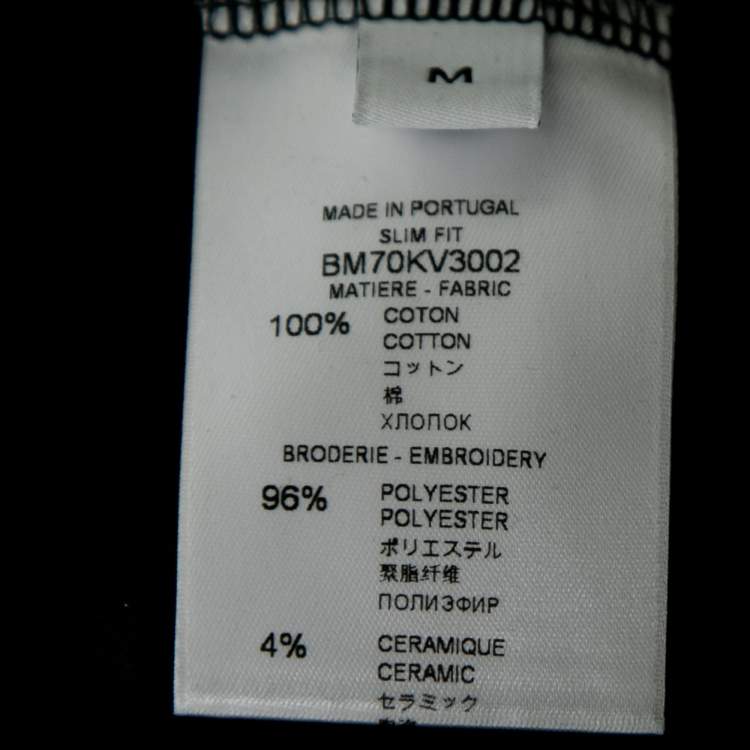 M
MADE IN PORTUGAL
SLIM FIT
BM70KV3002
MATIERE - FABRIC
100% COTON
COTTON
コットン
棉
ХЛОПОК
BRODERIE - EMBROIDERY
96% POLYESTER
POLYESTER
ポリエステル
聚脂纤维
ПОЛИЭФИР
4% CERAMIQUE
CERAMIC
セラミック